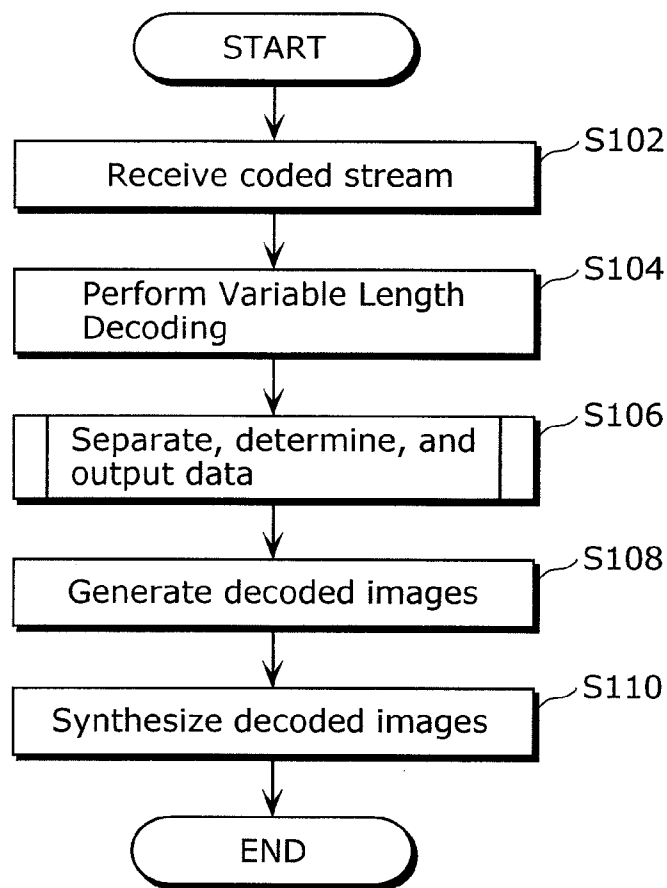 START
Receive coded stream
S102
Perform Variable Length
Decoding
S104
Separate, determine, and
output data
S106
Generate decoded images
S108
Synthesize decoded images
S110
END